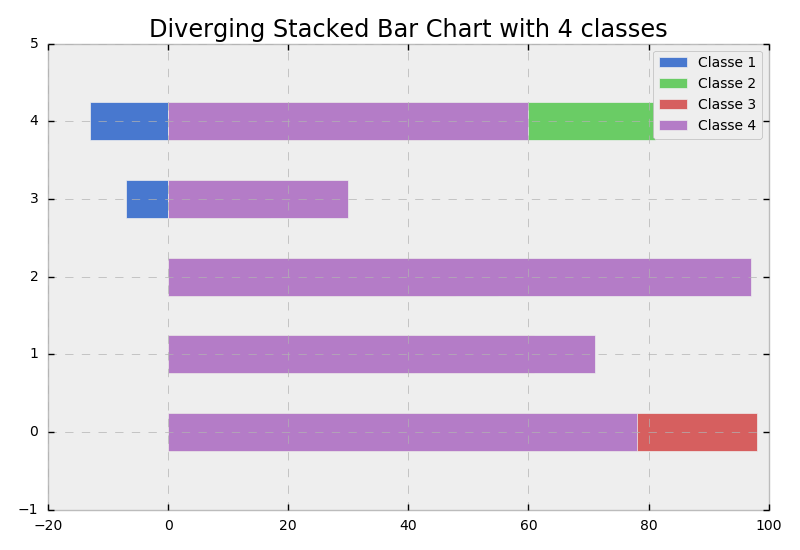 Diverging Stacked Bar Chart with 4 classes
5
4
3
2
1
0
−1
−20 0 20 40 60 80 100
Classe 1
Classe 2
Classe 3
Classe 4